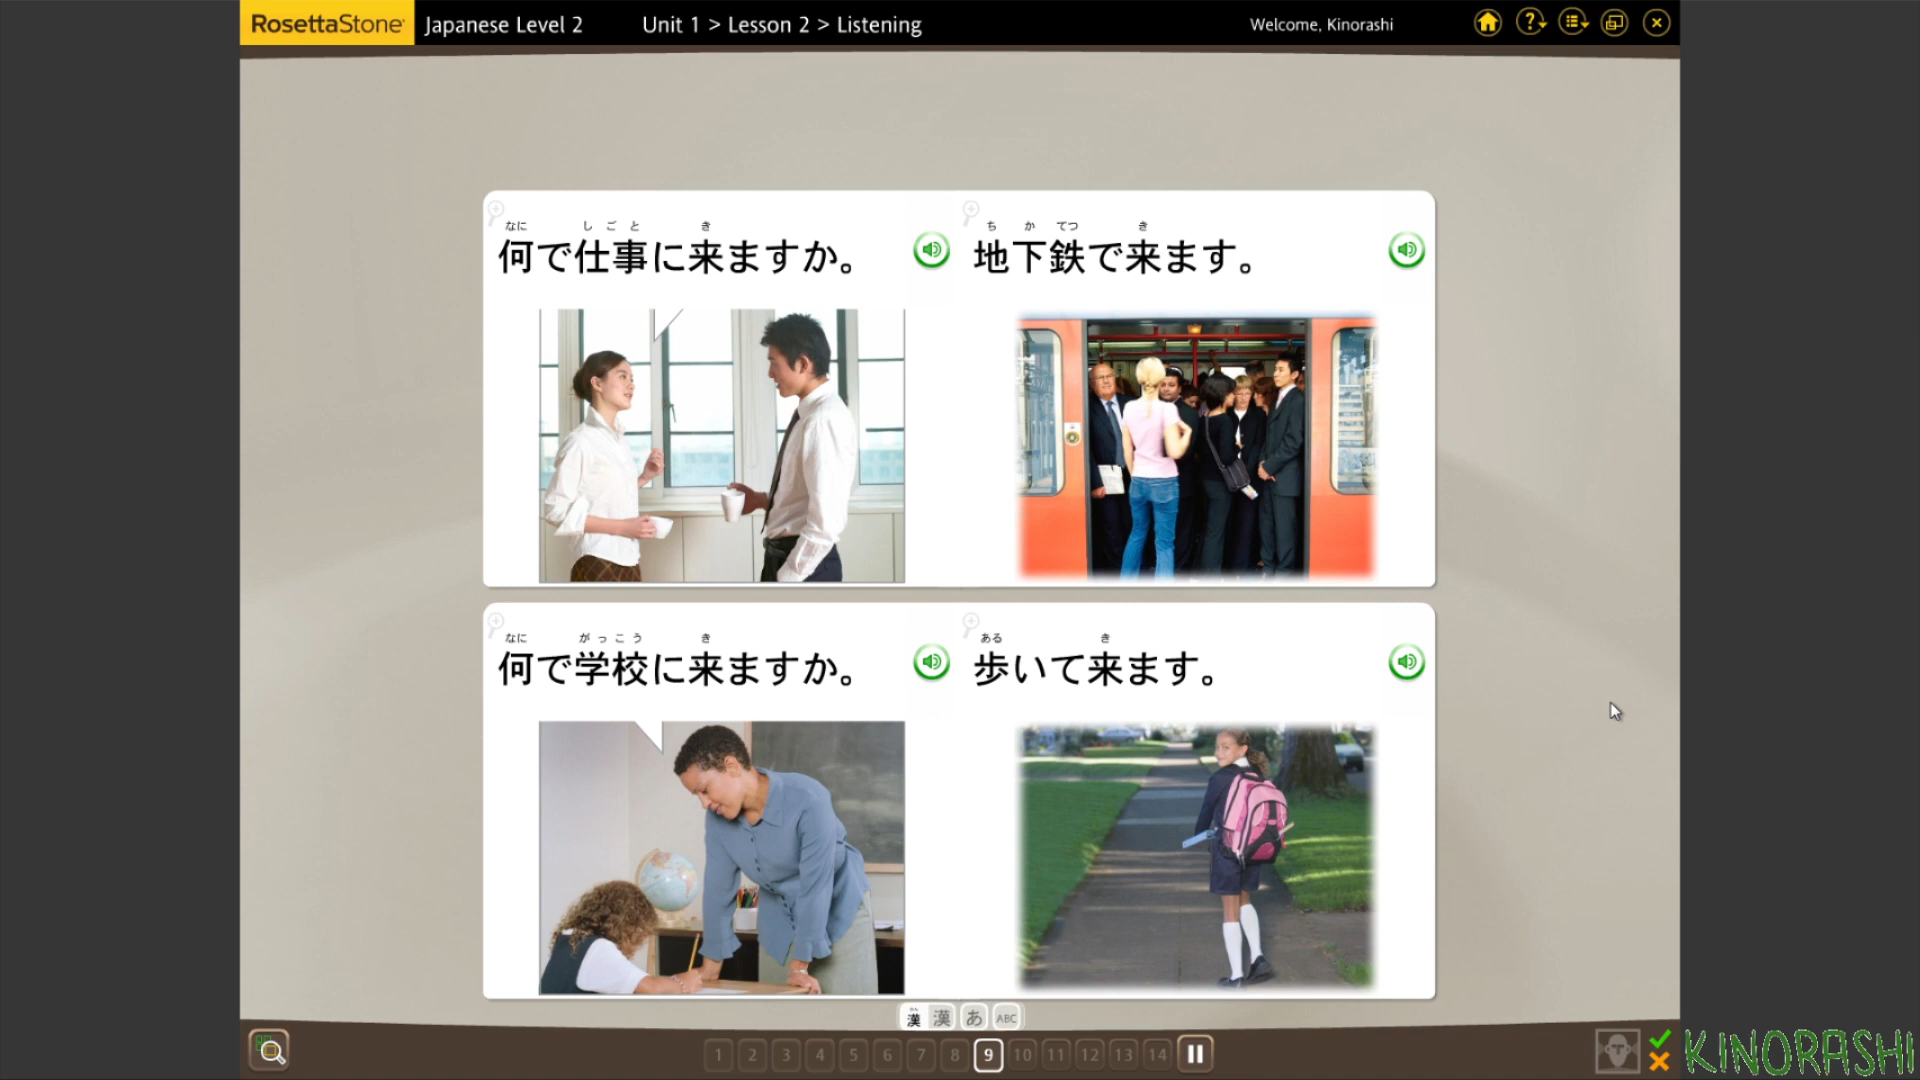 RosettaStone
Japanese Level 2
Unit 1 > Lesson 2 > Listening
Welcome, Kinorashi
なに しごと き
何で仕事に来ますか。
ち か てつ き
地下鉄で来ます。
なに がっこう き
何で学校に来ますか。
ある き
歩いて来ます。
漢 漢 あ ABC
1 2 3 4 5 6 7 8 9 10 11 12 13 14
KINORASHI